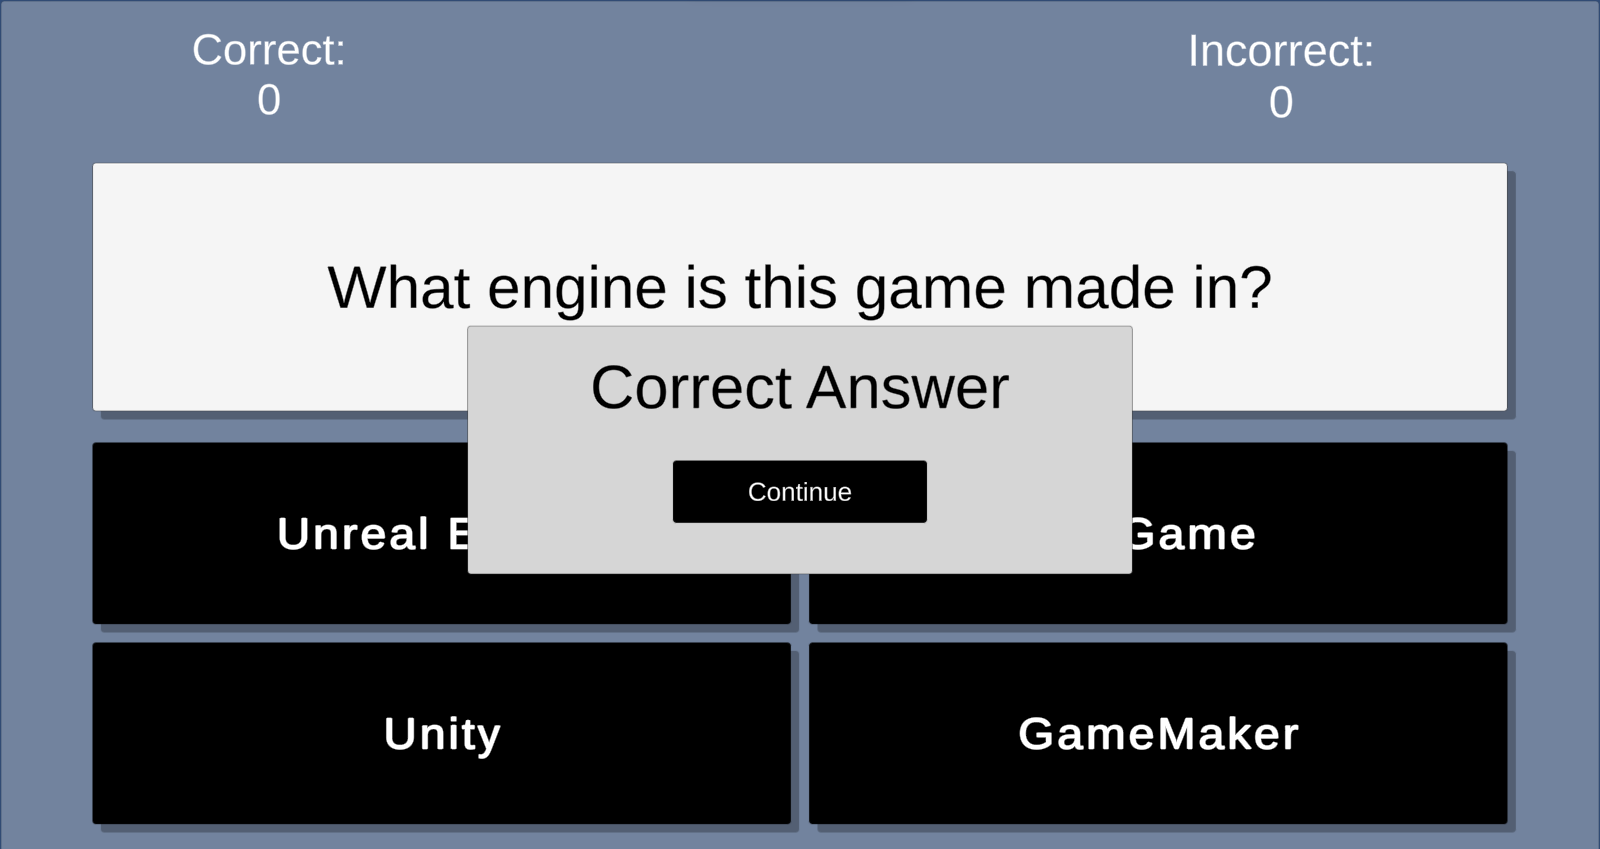 Correct:
0
Incorrect:
0
What engine is this game made in?
Correct Answer
Continue
Unreal
Game
Unity
GameMaker